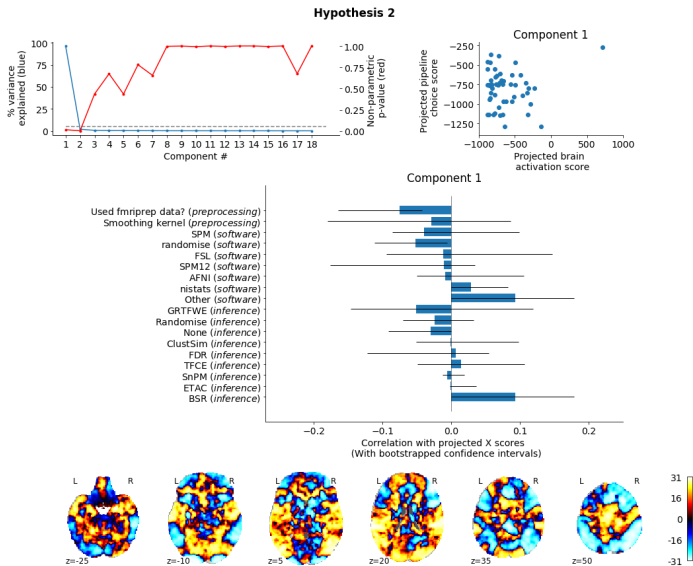 Hypothesis 2
% variance
explained (blue)
100
75
50
25
0
1.00
0.75
0.50
0.25
0.00
Non-parametric
p-value (red)
1 2 3 4 5 6 7 8 9 10 11 12 13 14 15 16 17 18
Component #
Component 1
Projected pipeline
choice score
−250
−500
−750
−1000
−1250
−1000 −500 0 500 1000
Projected brain
activation score
Component 1
Used fmriprep data? (preprocessing)
Smoothing kernel (preprocessing)
SPM (software)
randomise (software)
FSL (software)
SPM12 (software)
AFNI (software)
nistats (software)
Other (software)
GRTFWE (inference)
Randomise (inference)
None (inference)
ClustSim (inference)
FDR (inference)
TFCE (inference)
SnPM (inference)
ETAC (inference)
BSR (inference)
−0.2 −0.1 0.0 0.1 0.2
Correlation with projected X scores
(With bootstrapped confidence intervals)
L R L R L R L R L R L R
z=-25 z=-10 z=5 z=20 z=35 z=50
31
16
0
-16
-31